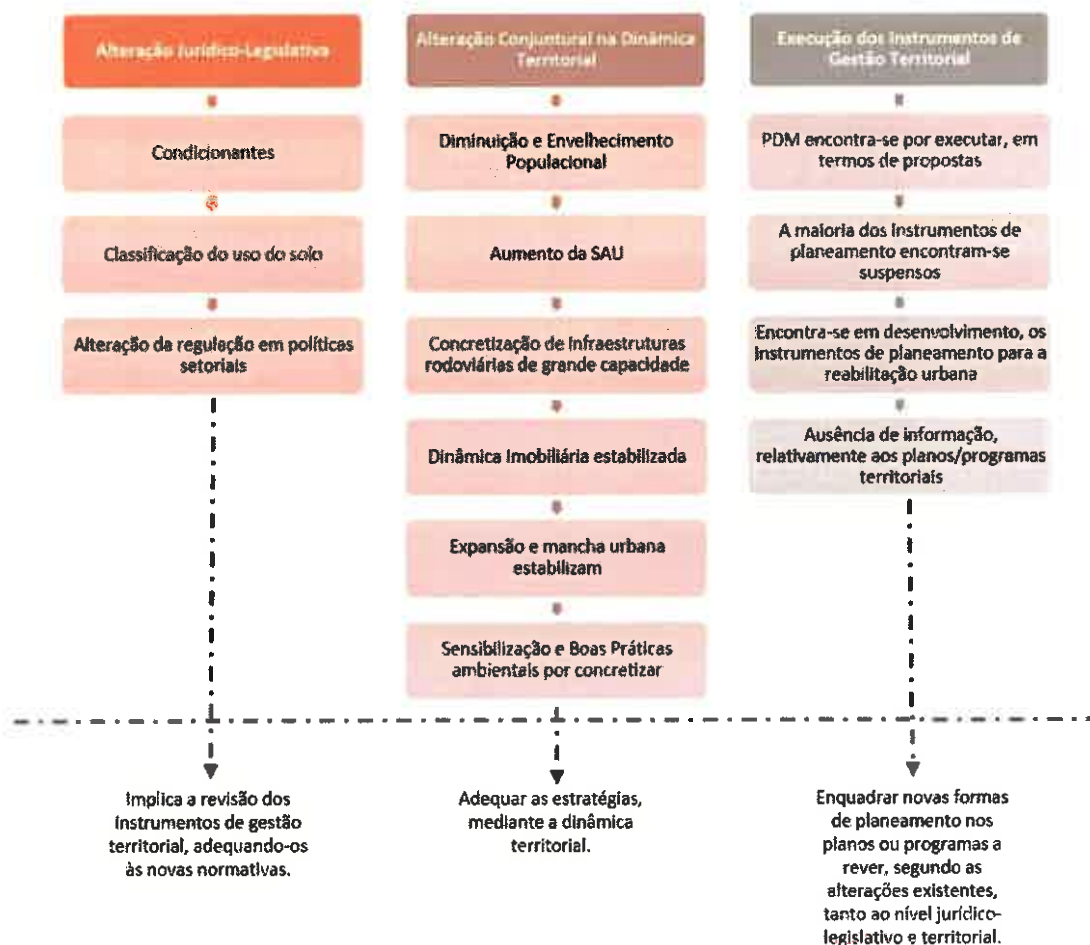 Alteração Jurídico-Legislativa
Condicionantes
Classificação do uso do solo
Alteração da regulação em políticas
setoriais
Implica a revisão dos
instrumentos de gestão
territorial, adequando-os
às novas normativas.
Alteração Conjuntural na Dinâmica
Territorial
Diminuição e Envelhecimento
Populacional
Aumento da SAU
Concretização de Infraestruturas
rodoviárias de grande capacidade
Dinâmica Imobiliária estabilizada
Expansão e mancha urbana
estabilizam
Sensibilização e Boas Práticas
ambientais por concretizar
Adequar as estratégias,
mediante a dinâmica
territorial.
Execução dos Instrumentos de
Gestão Territorial
PDM encontra-se por executar, em
termos de propostas
A maioria dos instrumentos de
planeamento encontram-se
suspensos
Encontra-se em desenvolvimento, os
instrumentos de planeamento para a
reabilitação urbana
Ausência de informação,
relativamente aos planos/programas
territoriais
Enquadrar novas formas
de planeamento nos
planos ou programas a
rever, segundo as
alterações existentes,
tanto ao nível jurídico-
legislativo e territorial.